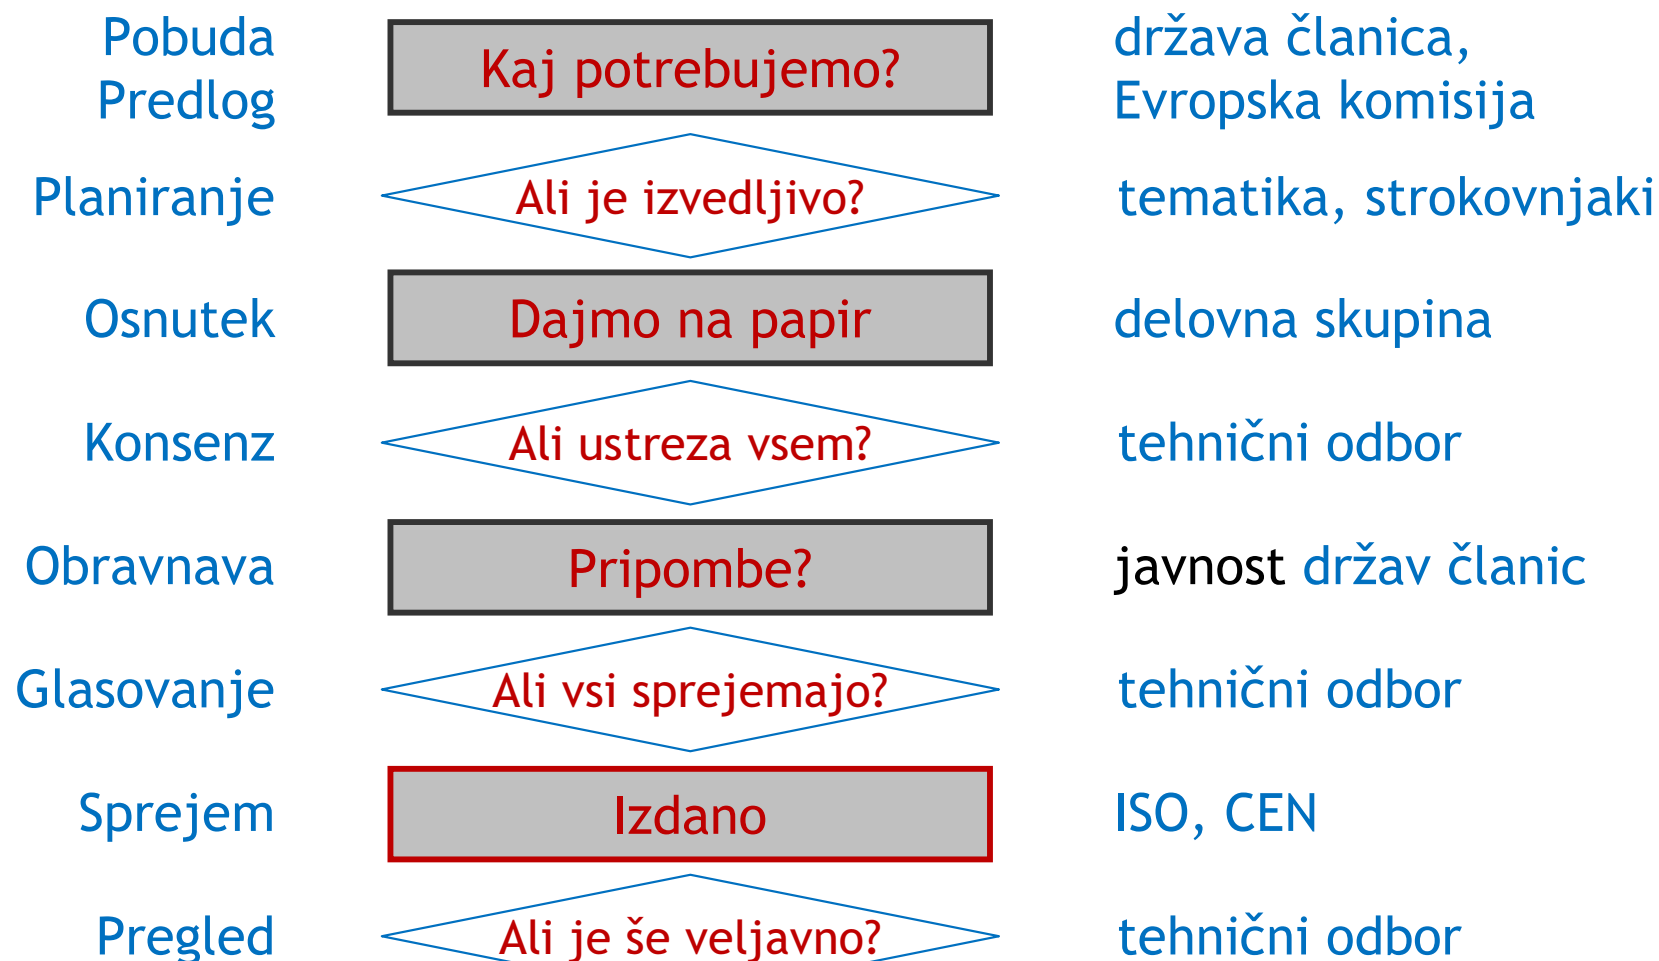 Pobuda
Predlog
Kaj potrebujemo?
država članica,
Evropska komisija
Planiranje
Ali je izvedljivo?
tematika, strokovnjaki
Osnutek
Dajmo na papir
delovna skupina
Konsenz
Ali ustreza vsem?
tehnični odbor
Obravnava
Pripombe?
javnost držav članic
Glasovanje
Ali vsi sprejemajo?
tehnični odbor
Sprejem
Izdano
ISO, CEN
Pregled
Ali je še veljavno?
tehnični odbor